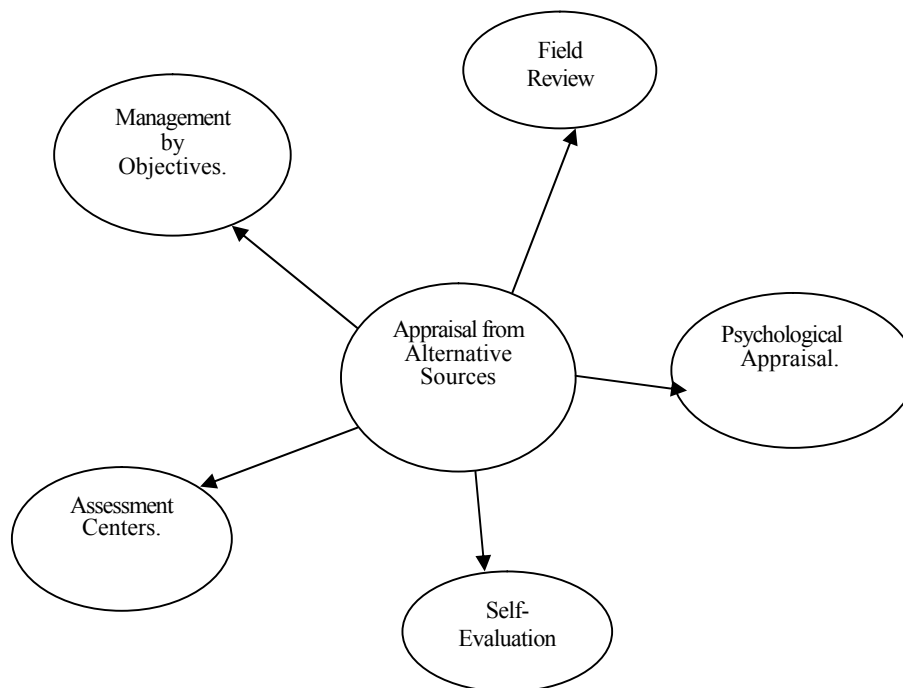 Field
Review
Management
by
Objectives.
Appraisal from
Alternative
Sources
Psychological
Appraisal.
Assessment
Centers.
Self-
Evaluation